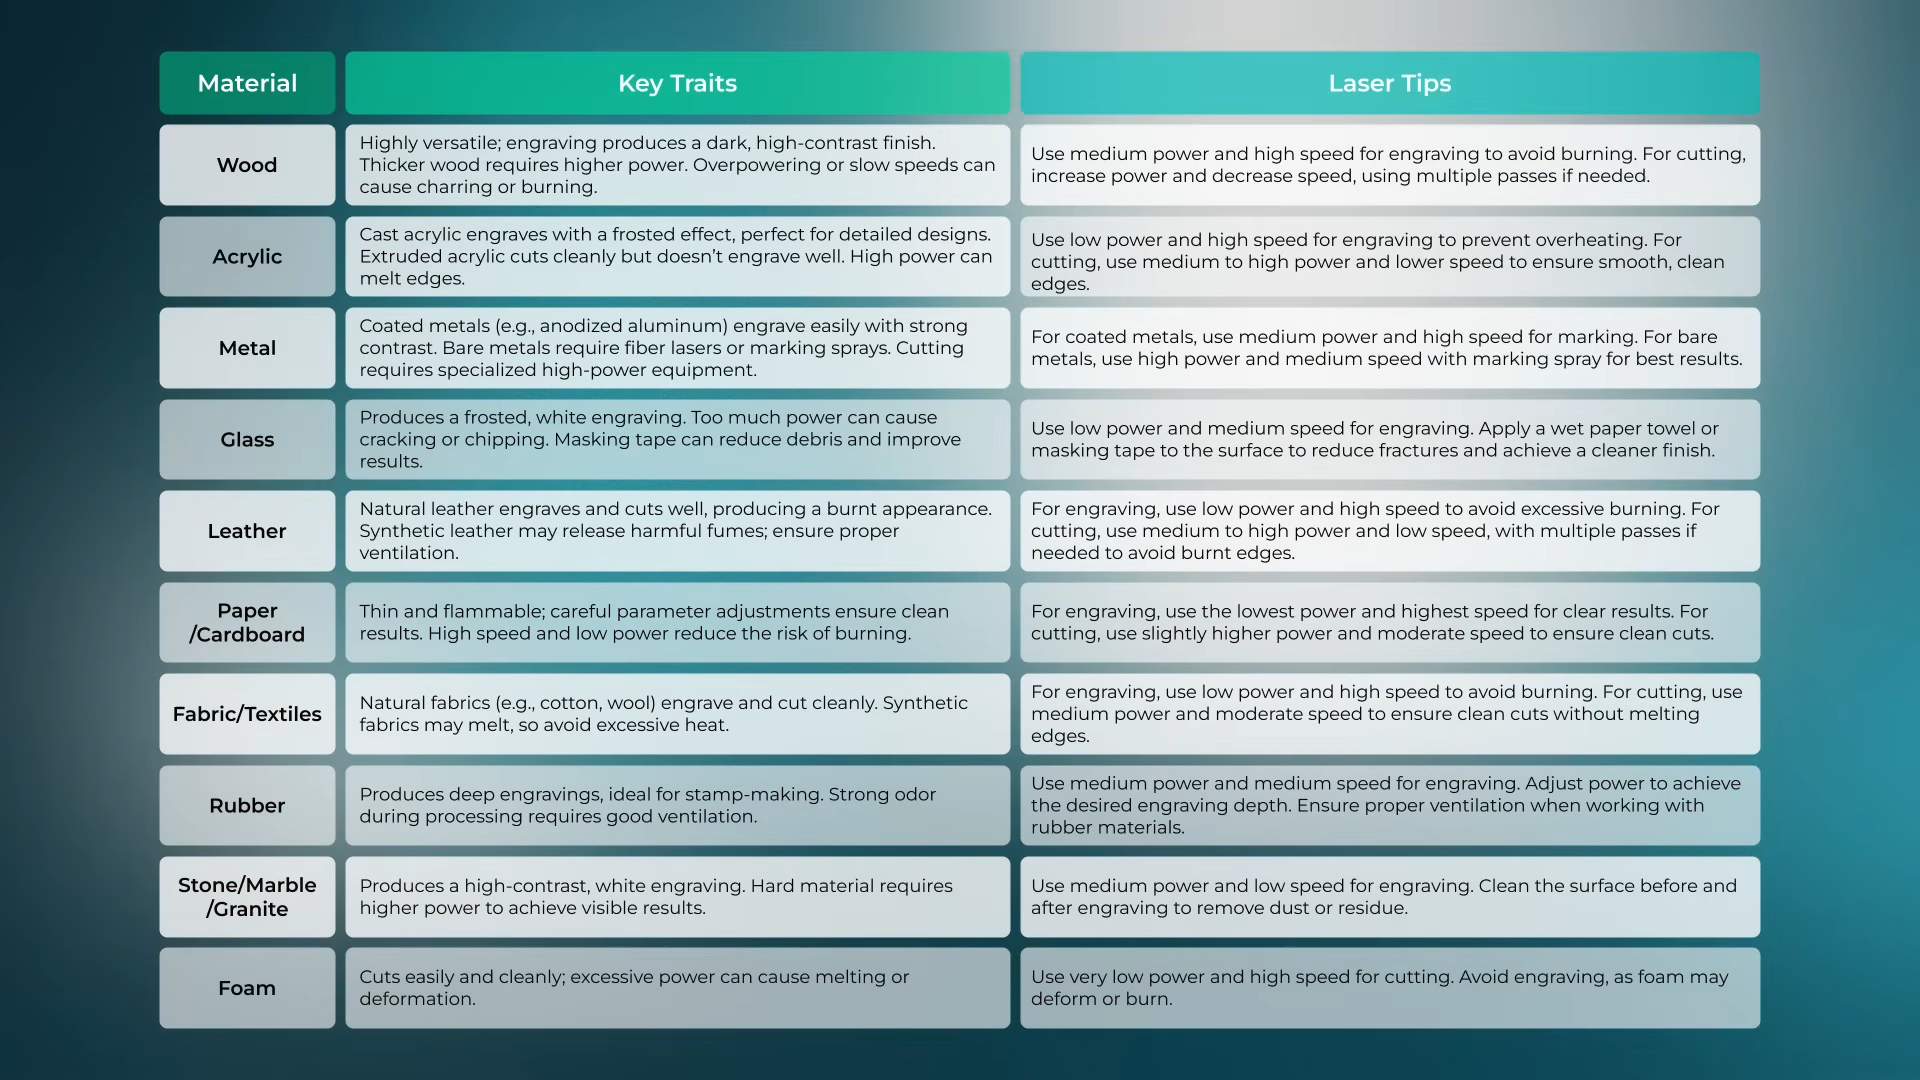 Material
Key Traits
Laser Tips
Wood
Highly versatile; engraving produces a dark, high-contrast finish.
Thicker wood requires higher power. Overpowering or slow speeds can
cause charring or burning.
Use medium power and high speed for engraving to avoid burning. For cutting,
increase power and decrease speed, using multiple passes if needed.
Acrylic
Cast acrylic engraves with a frosted effect, perfect for detailed designs.
Extruded acrylic cuts cleanly but doesn’t engrave well. High power can
melt edges.
Use low power and high speed for engraving to prevent overheating. For
cutting, use medium to high power and lower speed to ensure smooth, clean
edges.
Metal
Coated metals (e.g., anodized aluminum) engrave easily with strong
contrast. Bare metals require fiber lasers or marking sprays. Cutting
requires specialized high-power equipment.
For coated metals, use medium power and high speed for marking. For bare
metals, use high power and medium speed with marking spray for best results.
Glass
Produces a frosted, white engraving. Too much power can cause
cracking or chipping. Masking tape can reduce debris and improve
results.
Use low power and medium speed for engraving. Apply a wet paper towel or
masking tape to the surface to reduce fractures and achieve a cleaner finish.
Leather
Natural leather engraves and cuts well, producing a burnt appearance.
Synthetic leather may release harmful fumes; ensure proper
ventilation.
For engraving, use low power and high speed to avoid excessive burning. For
cutting, use medium to high power and low speed, with multiple passes if
needed to avoid burnt edges.
Paper
/Cardboard
Thin and flammable; careful parameter adjustments ensure clean
results. High speed and low power reduce the risk of burning.
For engraving, use the lowest power and highest speed for clear results. For
cutting, use slightly higher power and moderate speed to ensure clean cuts.
Fabric/Textiles
Natural fabrics (e.g., cotton, wool) engrave and cut cleanly. Synthetic
fabrics may melt, so avoid excessive heat.
For engraving, use low power and high speed to avoid burning. For cutting, use
medium power and moderate speed to ensure clean cuts without melting
edges.
Rubber
Produces deep engravings, ideal for stamp-making. Strong odor
during processing requires good ventilation.
Use medium power and medium speed for engraving. Adjust power to achieve
the desired engraving depth. Ensure proper ventilation when working with
rubber materials.
Stone/Marble
/Granite
Produces a high-contrast, white engraving. Hard material requires
higher power to achieve visible results.
Use medium power and low speed for engraving. Clean the surface before and
after engraving to remove dust or residue.
Foam
Cuts easily and cleanly; excessive power can cause melting or
deformation.
Use very low power and high speed for cutting. Avoid engraving, as foam may
deform or burn.